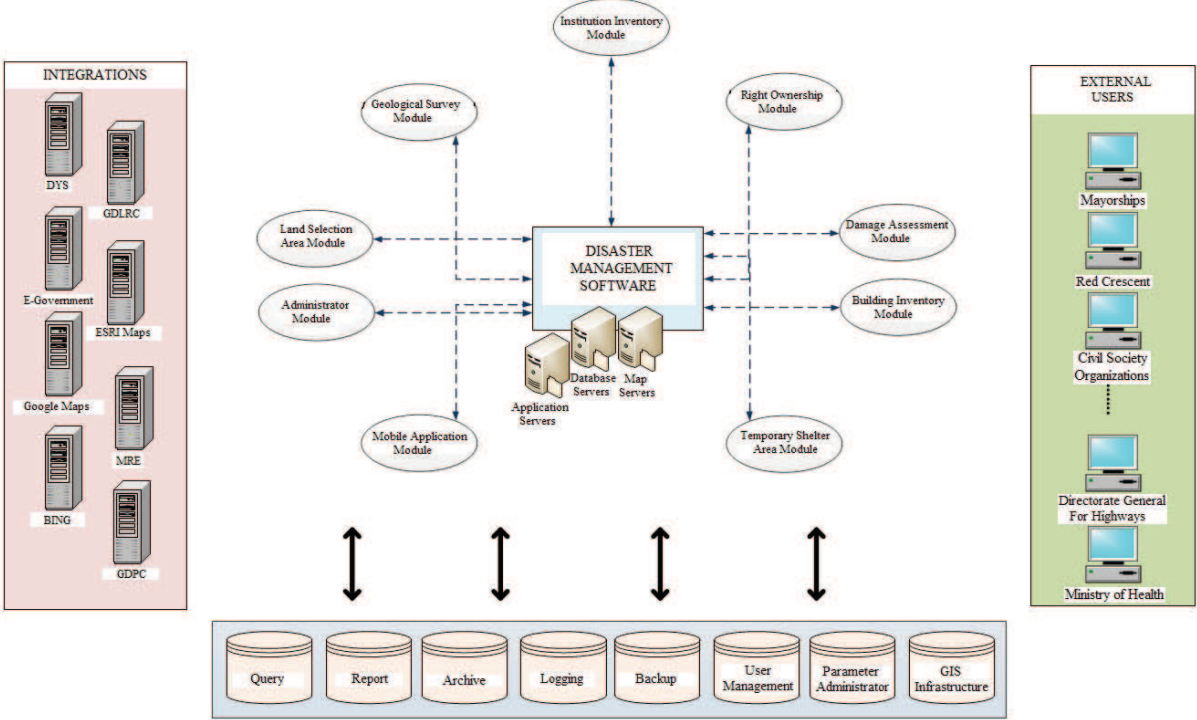 INTEGRATIONS
DYS
GDLRC
E-Government
ESRI Maps
Google Maps
MRE
BING
GDPC
Institution Inventory
Module
Geological Survey
Module
Right Ownership
Module
Land Selection
Area Module
Damage Assessment
Module
Administrator
Module
Building Inventory
Module
Mobile Application
Module
Temporary Shelter
Area Module
DISASTER
MANAGEMENT
SOFTWARE
Application
Servers
Database
Servers
Map
Servers
EXTERNAL
USERS
Mayorships
Red Crescent
Civil Society
Organizations
Directorate General
For Highways
Ministry of Health
Query
Report
Archive
Logging
Backup
User
Management
Parameter
Administrator
GIS
Infrastructure